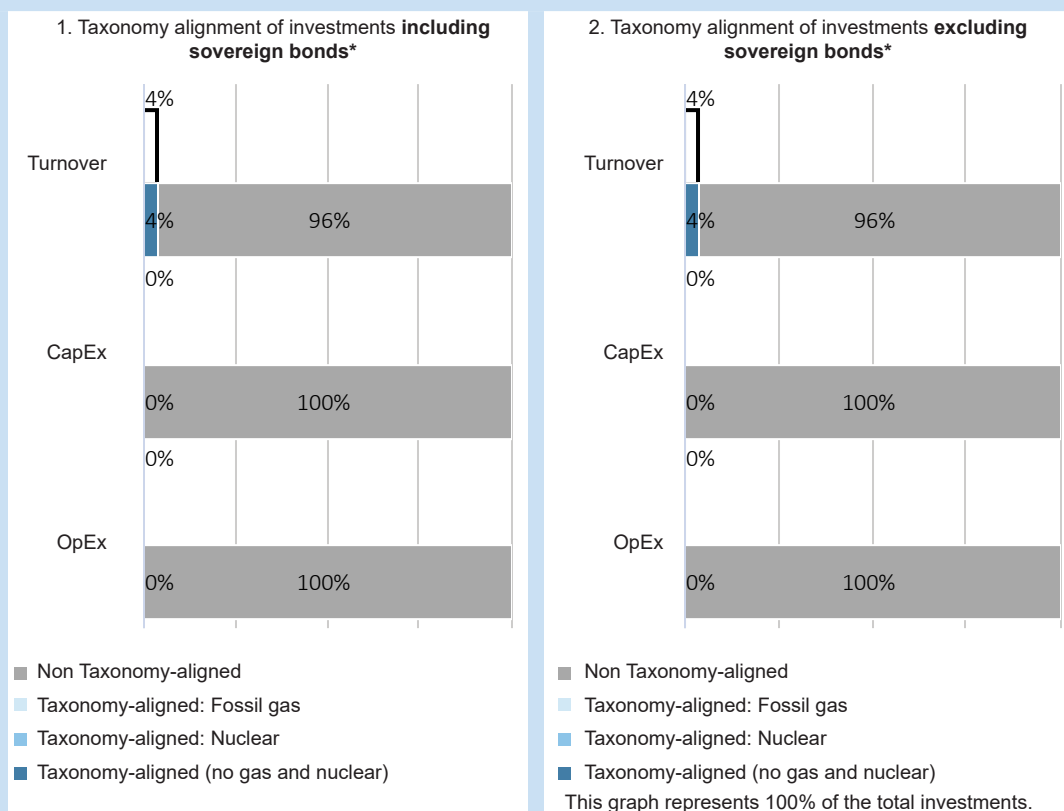 1. Taxonomy alignment of investments including
sovereign bonds*
4%
Turnover
4% 96%
0%
CapEx
0% 100%
0%
OpEx
0% 100%
Non Taxonomy-aligned
Taxonomy-aligned: Fossil gas
Taxonomy-aligned: Nuclear
Taxonomy-aligned (no gas and nuclear)
2. Taxonomy alignment of investments excluding
sovereign bonds*
4%
Turnover
4% 96%
0%
CapEx
0% 100%
0%
OpEx
0% 100%
Non Taxonomy-aligned
Taxonomy-aligned: Fossil gas
Taxonomy-aligned: Nuclear
Taxonomy-aligned (no gas and nuclear)
This graph represents 100% of the total investments.